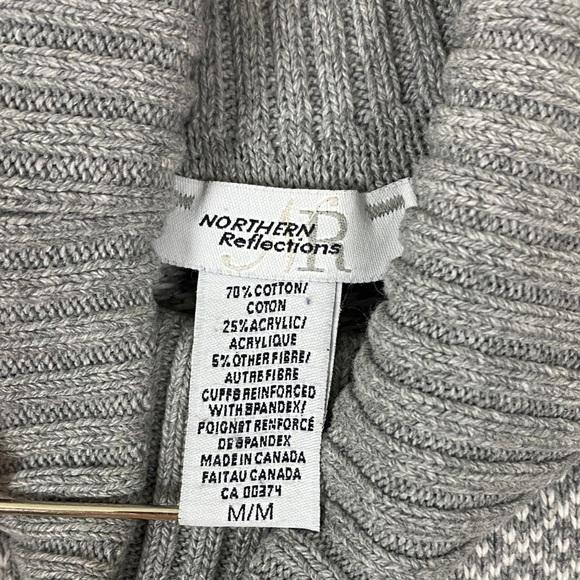 NORTHERN
Reflections
NR
70% COTTON/
COTON
25% ACRYLIC/
ACRYLIQUE
5% OTHER FIBRE/
AUTRE FIBRE
CUFFS REINFORCED
WITH SPANDEX/
POIGNET RENFORCÉ
DE SPANDEX
MADE IN CANADA
FAIT AU CANADA
CA 00374
M/M